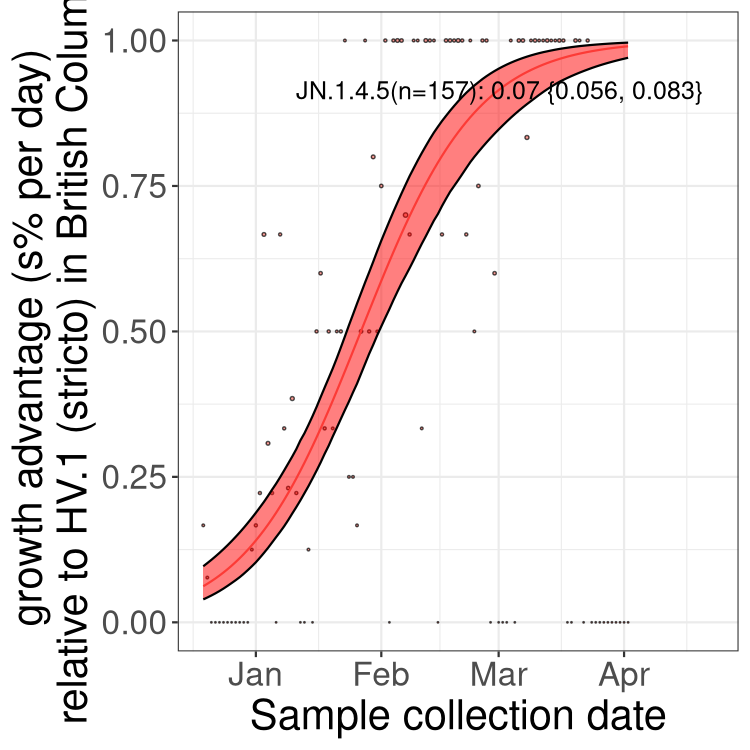 growth advantage (s% per day)
relative to HV.1 (stricto) in British Colum
1.00
0.75
0.50
0.25
0.00
JN.1.4.5(n=157): 0.07 {0.056, 0.083}
Jan Feb Mar Apr
Sample collection date